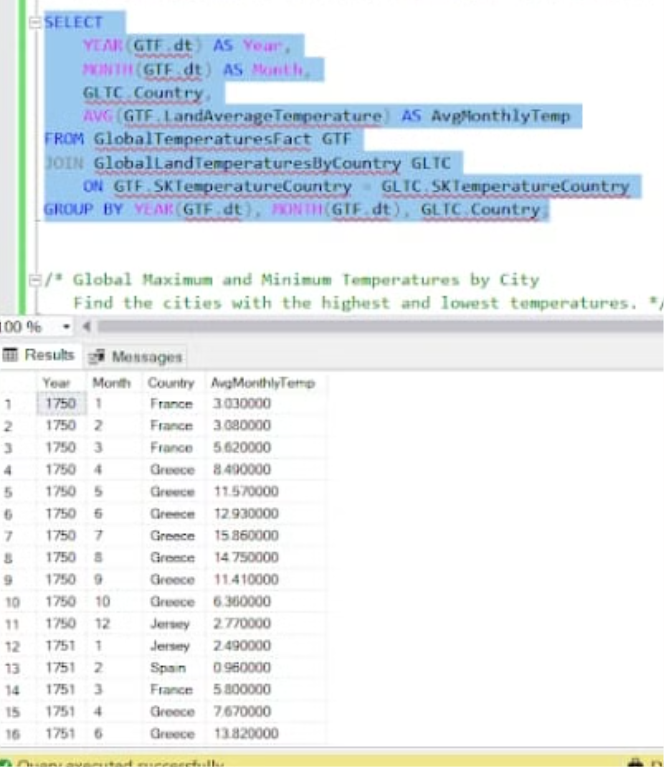 SELECT
YEAR(GTF.dt) AS Year,
MONTH(GTF.dt) AS Month,
GLTC.Country,
AVG(GTF.LandAverageTemperature) AS AvgMonthlyTemp
FROM GlobalTemperaturesFact GTF
JOIN GlobalLandTemperaturesByCountry GLTC
ON GTF.SKTemperatureCountry = GLTC.SKTemperatureCountry
GROUP BY YEAR(GTF.dt), MONTH(GTF.dt), GLTC.Country;
/* Global Maximum and Minimum Temperatures by City
Find the cities with the highest and lowest temperatures. */
100 %
Results Messages
Year Month Country AvgMonthlyTemp
1 1750 1 France 3.030000
2 1750 2 France 3.080000
3 1750 3 France 5.620000
4 1750 4 Greece 8.490000
5 1750 5 Greece 11.570000
6 1750 6 Greece 12.930000
7 1750 7 Greece 15.860000
8 1750 8 Greece 14.750000
9 1750 9 Greece 11.410000
10 1750 10 Greece 6.360000
11 1750 12 Jersey 2.770000
12 1751 1 Jersey 2.490000
13 1751 2 Spain 0.960000
14 1751 3 France 5.800000
15 1751 4 Greece 7.670000
16 1751 6 Greece 13.820000
Query executed successfully